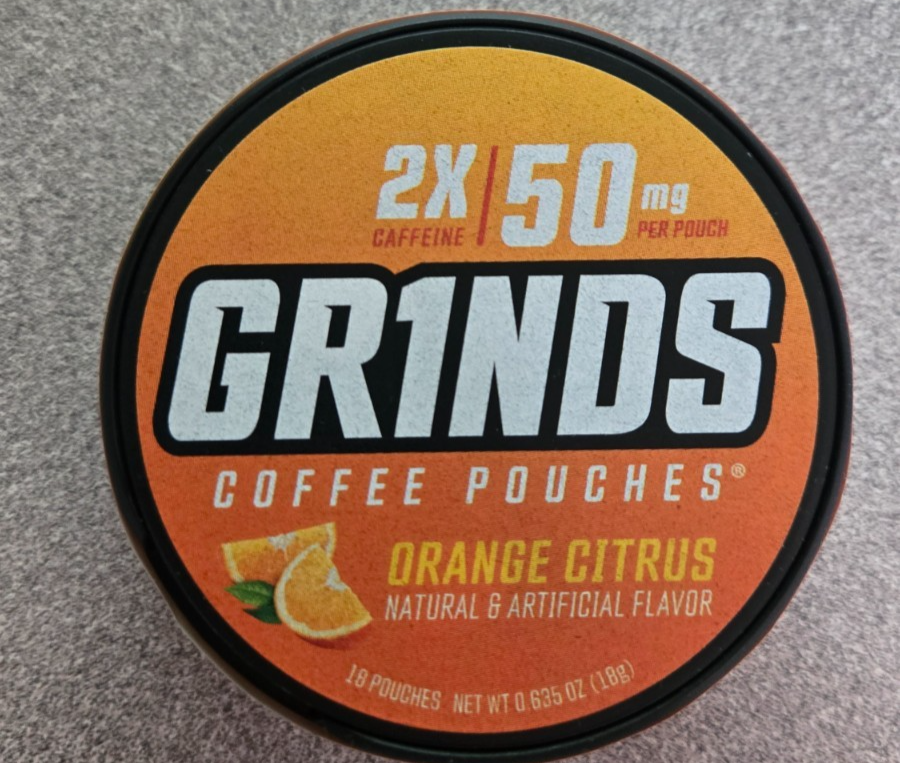 2X | 50 mg
CAFFEINE PER POUCH
GR1NDS
COFFEE POUCHES®
ORANGE CITRUS
NATURAL & ARTIFICIAL FLAVOR
18 POUCHES NET WT 0.635 OZ (18g)